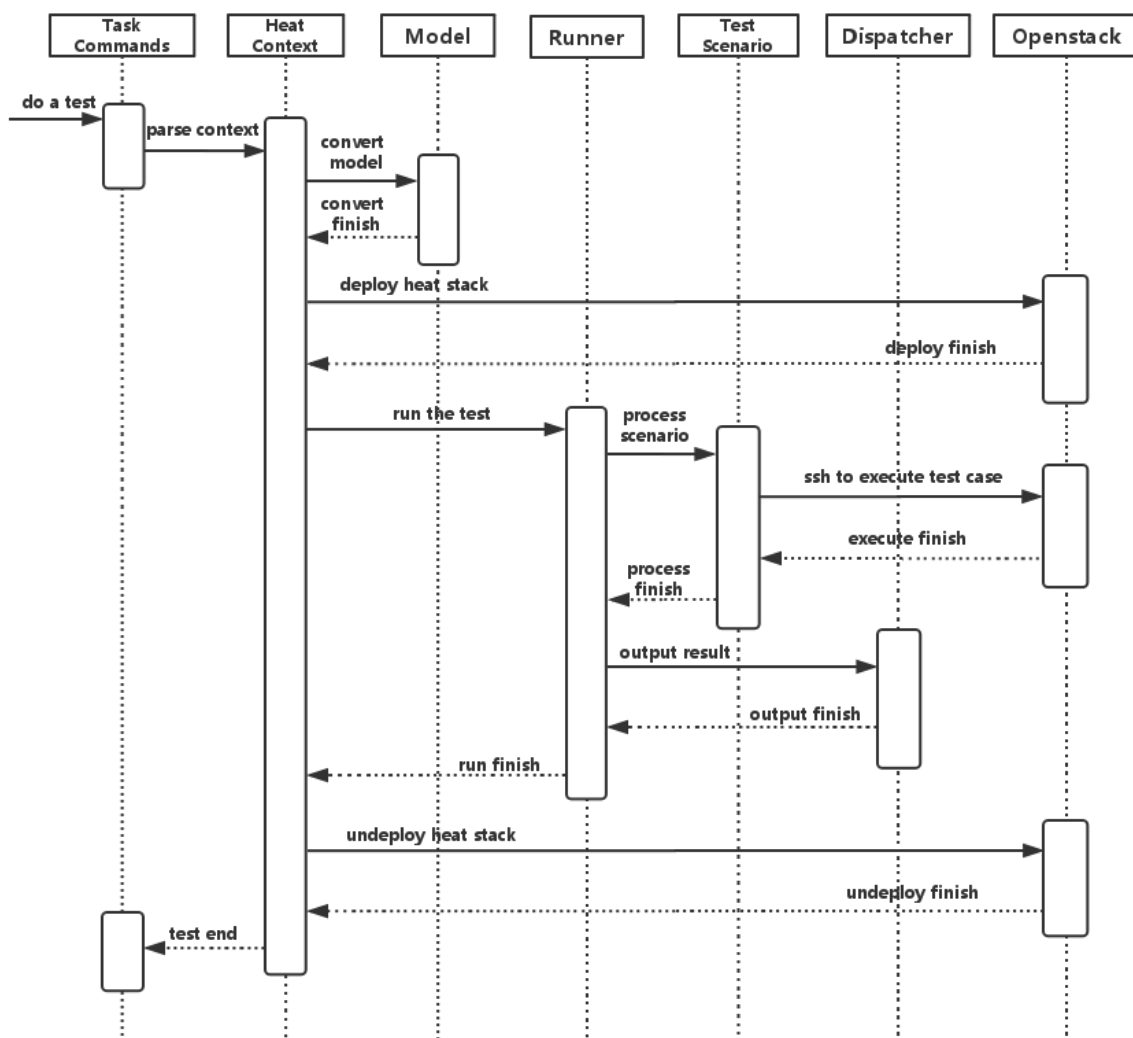 Task
Commands
Heat
Context
Model
Runner
Test
Scenario
Dispatcher
Openstack
do a test
parse context
convert
model
convert
finish
deploy heat stack
deploy finish
run the test
process
scenario
ssh to execute test case
execute finish
process
finish
output result
output finish
run finish
undeploy heat stack
undeploy finish
test end